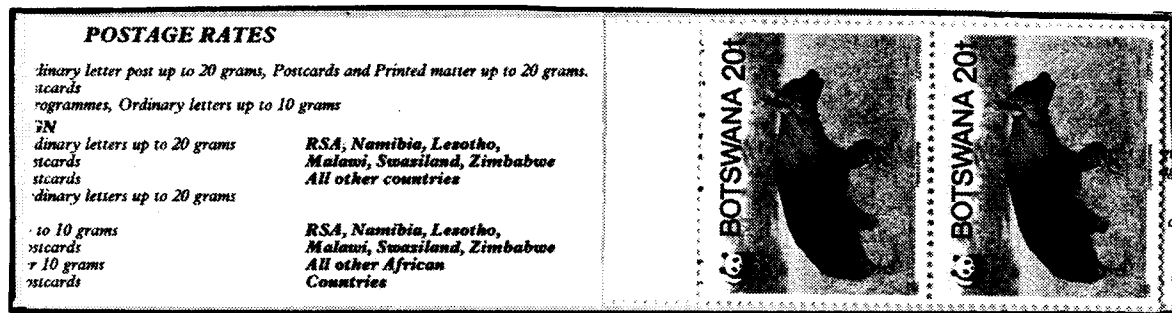 POSTAGE RATES
dinary letter post up to 20 grams, Postcards and Printed matter up to 20 grams.
stcards
rogrammes, Ordinary letters up to 10 grams
GN
dinary letters up to 20 grams RSA, Namibia, Lesotho,
stcards Malawi, Swaziland, Zimbabwe
stcards All other countries
dinary letters up to 20 grams
to 10 grams RSA, Namibia, Lesotho,
stcards Malawi, Swaziland, Zimbabwe
r 10 grams All other African
ostcards Countries
BOTSWANA 20t
BOTSWANA 20t